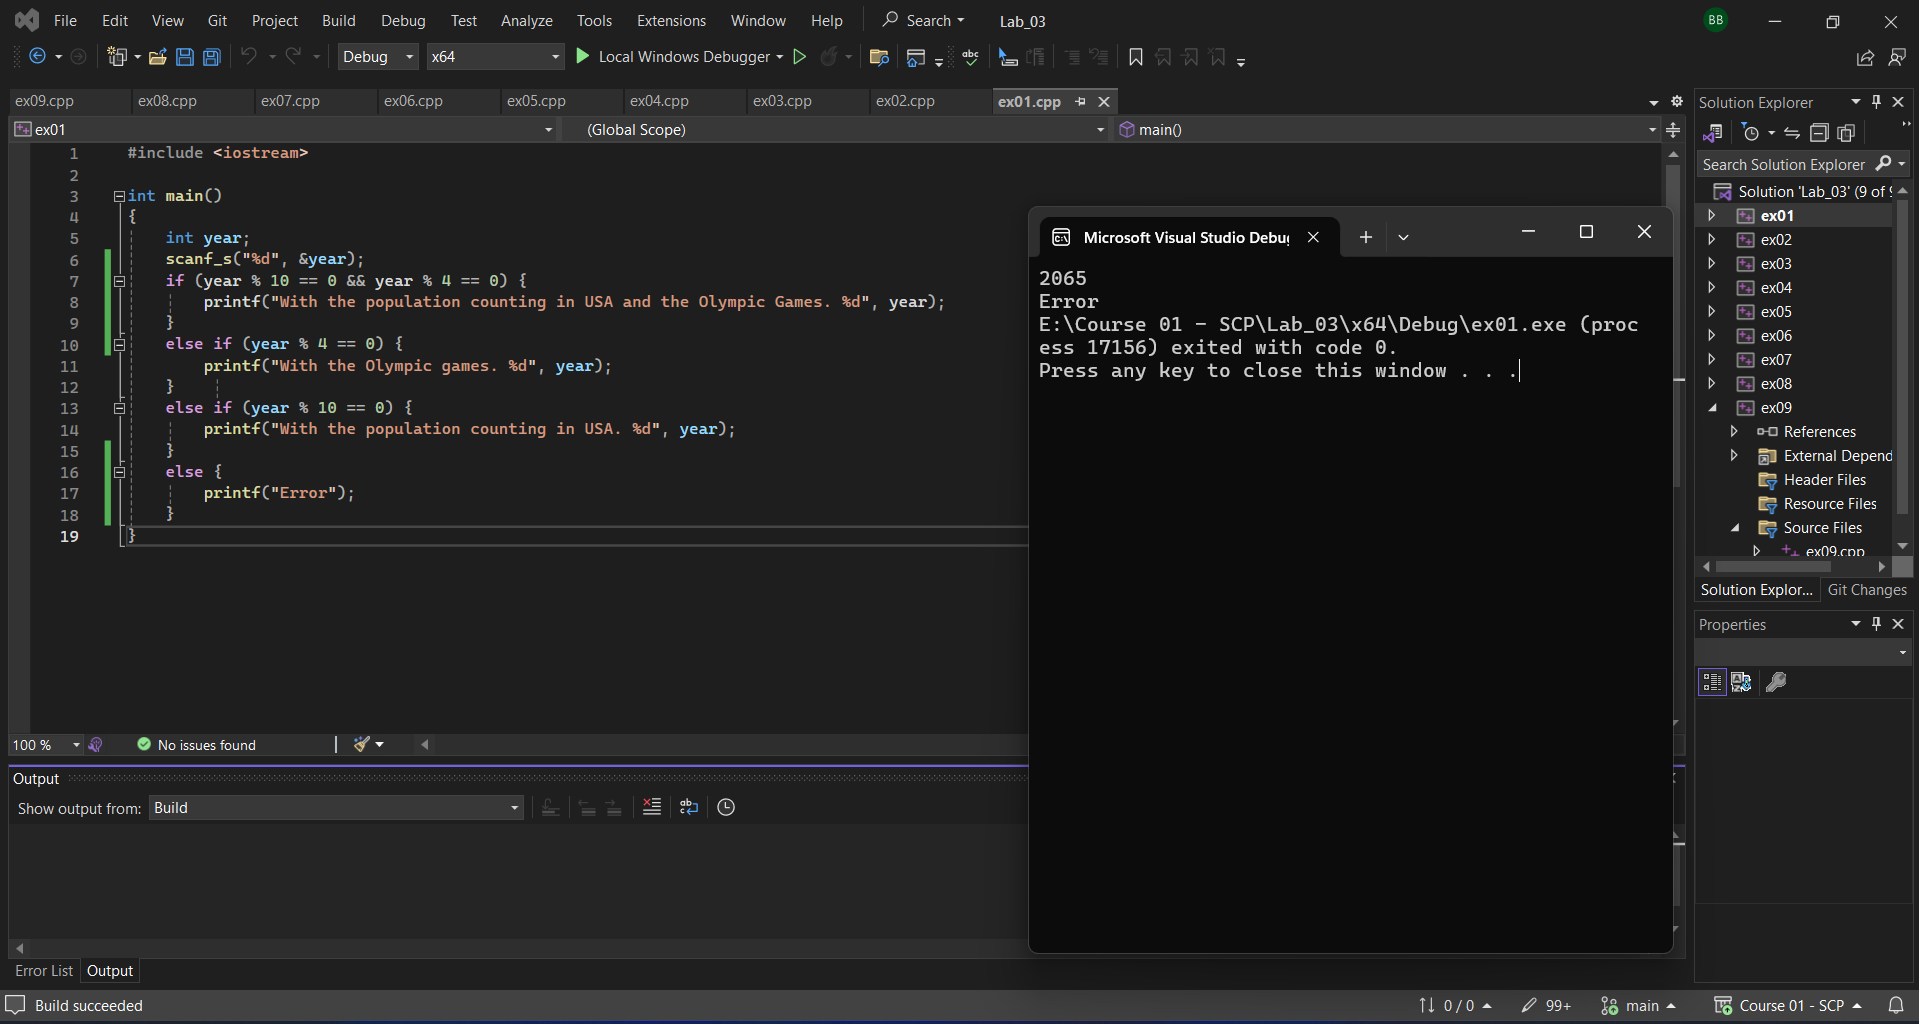 File Edit View Git Project Build Debug Test Analyze Tools Extensions Window Help Search Lab_03 BB
Debug x64 Local Windows Debugger
ex09.cpp ex08.cpp ex07.cpp ex06.cpp ex05.cpp ex04.cpp ex03.cpp ex02.cpp ex01.cpp
ex01 (Global Scope) main()
1 #include <iostream>
2
3 int main()
4 {
5 int year;
6 scanf_s("%d", &year);
7 if (year % 10 == 0 && year % 4 == 0) {
8 printf("With the population counting in USA and the Olympic Games. %d", year);
9 }
10 else if (year % 4 == 0) {
11 printf("With the Olympic games. %d", year);
12 }
13 else if (year % 10 == 0) {
14 printf("With the population counting in USA. %d", year);
15 }
16 else {
17 printf("Error");
18 }
19 }
100 % No issues found
Output
Show output from: Build
Error List Output
Build succeeded
0 / 0 99+ main Course 01 - SCP
Microsoft Visual Studio Debug
2065
Error
E:\Course 01 - SCP\Lab_03\x64\Debug\ex01.exe (proc
ess 17156) exited with code 0.
Press any key to close this window . . .
Solution Explorer
Search Solution Explorer
Solution 'Lab_03' (9 of 9
ex01
ex02
ex03
ex04
ex05
ex06
ex07
ex08
ex09
References
External Depend
Header Files
Resource Files
Source Files
ex09.cpp
Solution Explor... Git Changes
Properties